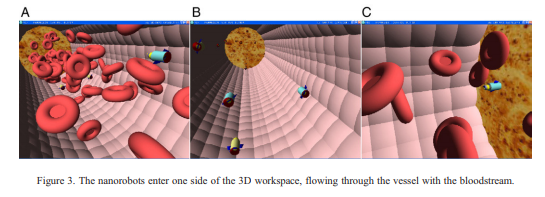 A
B
C
Figure 3. The nanorobots enter one side of the 3D workspace, flowing through the vessel with the bloodstream.